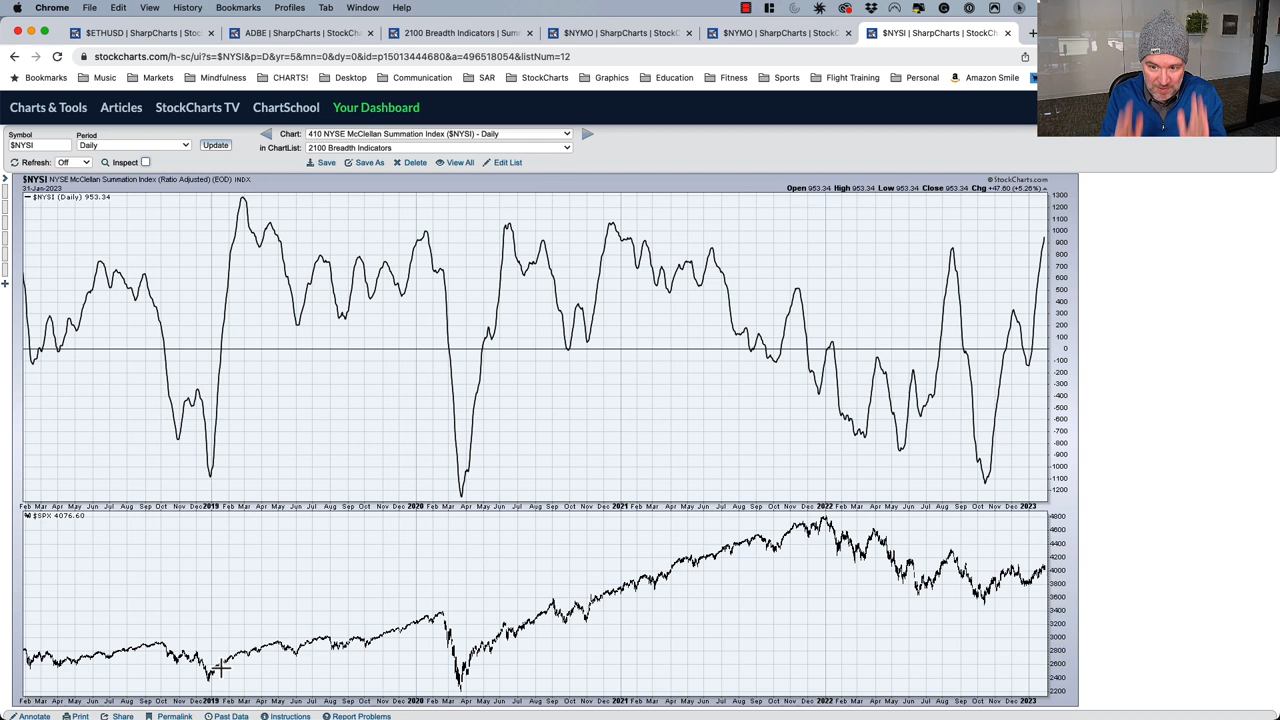 Chrome File Edit View History Bookmarks Profiles Tab Window Help
$ETHUSD | SharpCharts | StockCh ADBE | SharpCharts | StockChart 2100 Breadth Indicators | Summ $NYMO | SharpCharts | StockCh $NYMO | SharpCharts | StockCh $NYSI | SharpCharts | StockCh
stockcharts.com/h-sc/ui?s=$NYSI&p=D&yr=5&mn=0&dy=0&id=p15013444960&a=496518054&listNum=12
Bookmarks Music Markets Mindfulness CHARTS! Desktop Communication SAR StockCharts Graphics Education Fitness Sports Flight Training Personal Amazon Smile
Charts & Tools Articles StockCharts TV ChartSchool Your Dashboard
Symbol Period
$NYSI Daily Update
Chart: 410 NYSE McClellan Summation Index ($NYSI) - Daily
in ChartList: 2100 Breadth Indicators
Refresh: Off Inspect Save Save As Delete View All Edit List
$NYSI NYSE McClellan Summation Index (Ratio Adjusted) (EOD) INDX © StockCharts.com
31-Jan-2023 Open 953.34 High 953.34 Low 953.34 Close 953.34 Chg +47.60 (+5.26%)
$NYSI (Daily) 953.34
1300
1200
1100
1000
900
800
700
600
500
400
300
200
100
0
-100
-200
-300
-400
-500
-600
-700
-800
-900
-1000
-1100
-1200
Feb Mar Apr May Jun Jul Aug Sep Oct Nov Dec 2019 Feb Mar Apr May Jun Jul Aug Sep Oct Nov Dec 2020 Feb Mar Apr May Jun Jul Aug Sep Oct Nov Dec 2021 Feb Mar Apr May Jun Jul Aug Sep Oct Nov Dec 2022 Feb Mar Apr May Jun Jul Aug Sep Oct Nov Dec 2023
$SPX 4076.60
4800
4600
4400
4200
4000
3800
3600
3400
3200
3000
2800
2600
2400
2200
Feb Mar Apr May Jun Jul Aug Sep Oct Nov Dec 2019 Feb Mar Apr May Jun Jul Aug Sep Oct Nov Dec 2020 Feb Mar Apr May Jun Jul Aug Sep Oct Nov Dec 2021 Feb Mar Apr May Jun Jul Aug Sep Oct Nov Dec 2022 Feb Mar Apr May Jun Jul Aug Sep Oct Nov Dec 2023
Annotate Print Share Permalink Past Data Instructions Report Problems